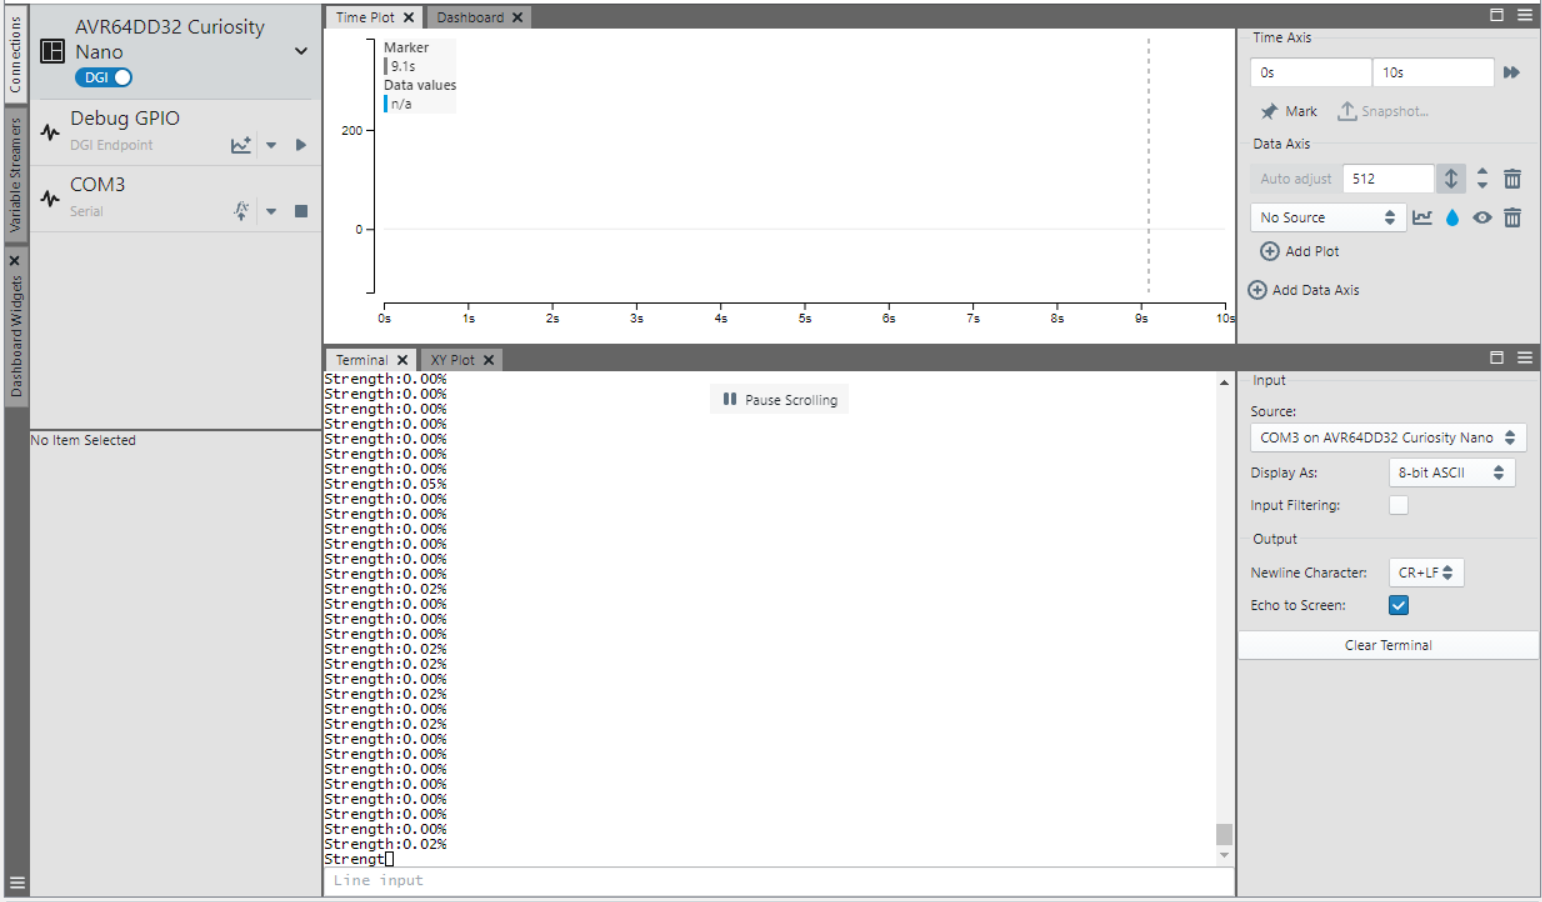 Connections
Variable Streamers
Dashboard Widgets
AVR64DD32 Curiosity
Nano
DGI
Debug GPIO
DGI Endpoint
COM3
Serial
No Item Selected
Time Plot
Dashboard
Marker
9.1s
Data values
n/a
200
0
0s 1s 2s 3s 4s 5s 6s 7s 8s 9s 10s
Time Axis
0s 10s
Mark Snapshot...
Data Axis
Auto adjust 512
No Source
Add Plot
Add Data Axis
Terminal
XY Plot
Pause Scrolling
Strength:0.00%
Strength:0.00%
Strength:0.00%
Strength:0.00%
Strength:0.00%
Strength:0.00%
Strength:0.00%
Strength:0.05%
Strength:0.00%
Strength:0.00%
Strength:0.00%
Strength:0.00%
Strength:0.00%
Strength:0.00%
Strength:0.02%
Strength:0.00%
Strength:0.00%
Strength:0.00%
Strength:0.02%
Strength:0.02%
Strength:0.00%
Strength:0.02%
Strength:0.00%
Strength:0.02%
Strength:0.00%
Strength:0.00%
Strength:0.00%
Strength:0.00%
Strength:0.00%
Strength:0.00%
Strength:0.00%
Strength:0.02%
Strengt
Line input
Input
Source:
COM3 on AVR64DD32 Curiosity Nano
Display As: 8-bit ASCII
Input Filtering:
Output
Newline Character: CR+LF
Echo to Screen:
Clear Terminal